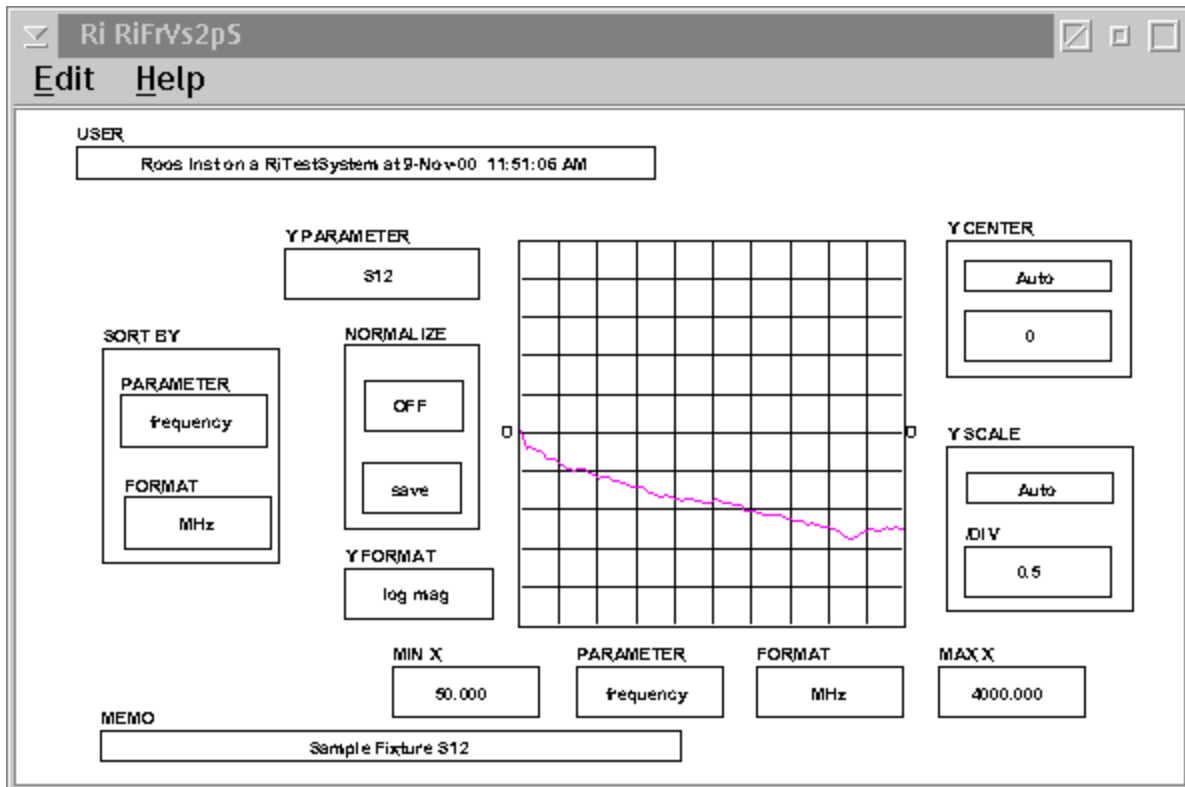 Ri RiFrVs2pS
Edit Help
USER
Roos Inst on a RiTestSystem at 9-Nov-00 11:51:06 AM
Y PARAMETER
S12
Y CENTER
Auto
0
SORT BY
PARAMETER
frequency
FORMAT
MHz
NORMALIZE
OFF
save
Y FORMAT
log mag
0 0
Y SCALE
Auto
/DIV
0.5
MIN X
50.000
PARAMETER
frequency
FORMAT
MHz
MAX X
4000.000
MEMO
Sample Fixture S12